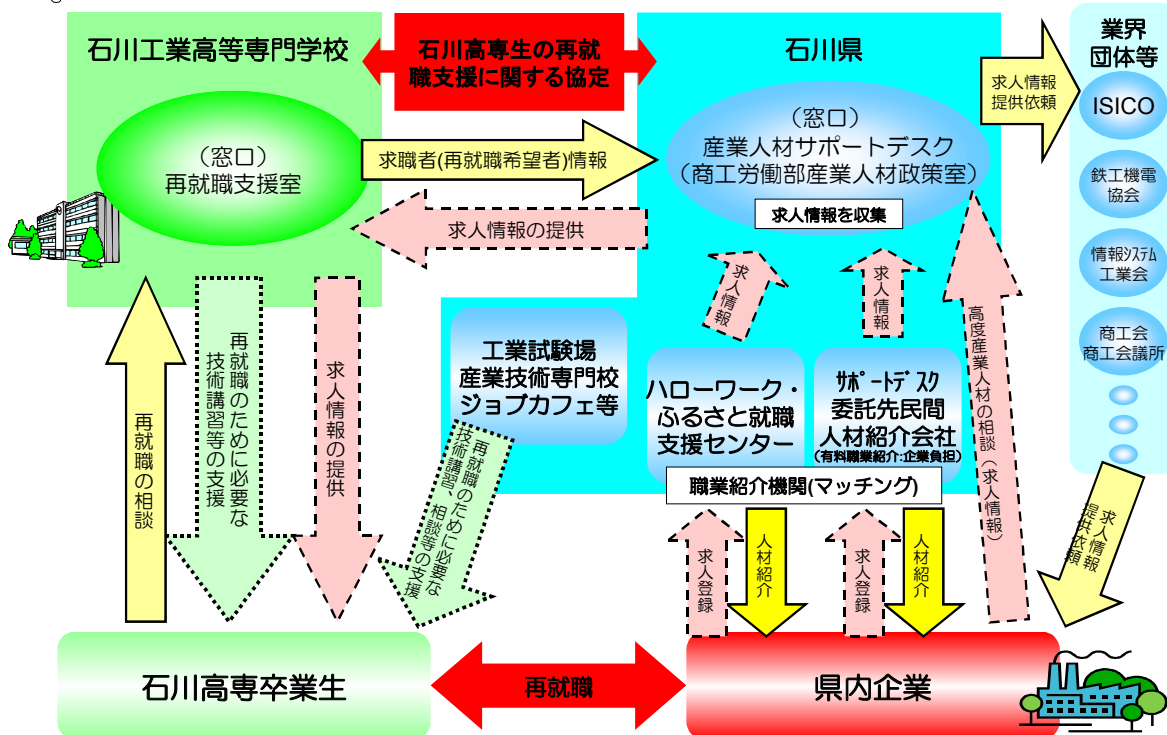 石川工業高等専門学校
石川高専生の再就
職支援に関する協定
石川県
業界
団体等
求人情報
提供依頼
ISICO
(窓口)
再就職支援室
求職者(再就職希望者)情報
(窓口)
産業人材サポートデスク
(商工労働部産業人材政策室)
求人情報を収集
鉄工機電
協会
求人情報の提供
情報システム
工業会
求人情報
求人情報
商工会
商工会議所
工業試験場
産業技術専門校
ジョブカフェ等
ハローワーク・
ふるさと就職
支援センター
サポートデスク
委託先民間
人材紹介会社
(有料職業紹介:企業負担)
高度産業人材の相談(求人情報)
職業紹介機関(マッチング)
再就職の相談
再就職のために必要な
技術講習等の支援
求人情報の提供
再就職のために必要な
技術講習、相談等の支援
求人登録
人材紹介
求人登録
人材紹介
求人情報
提供依頼
石川高専卒業生
再就職
県内企業